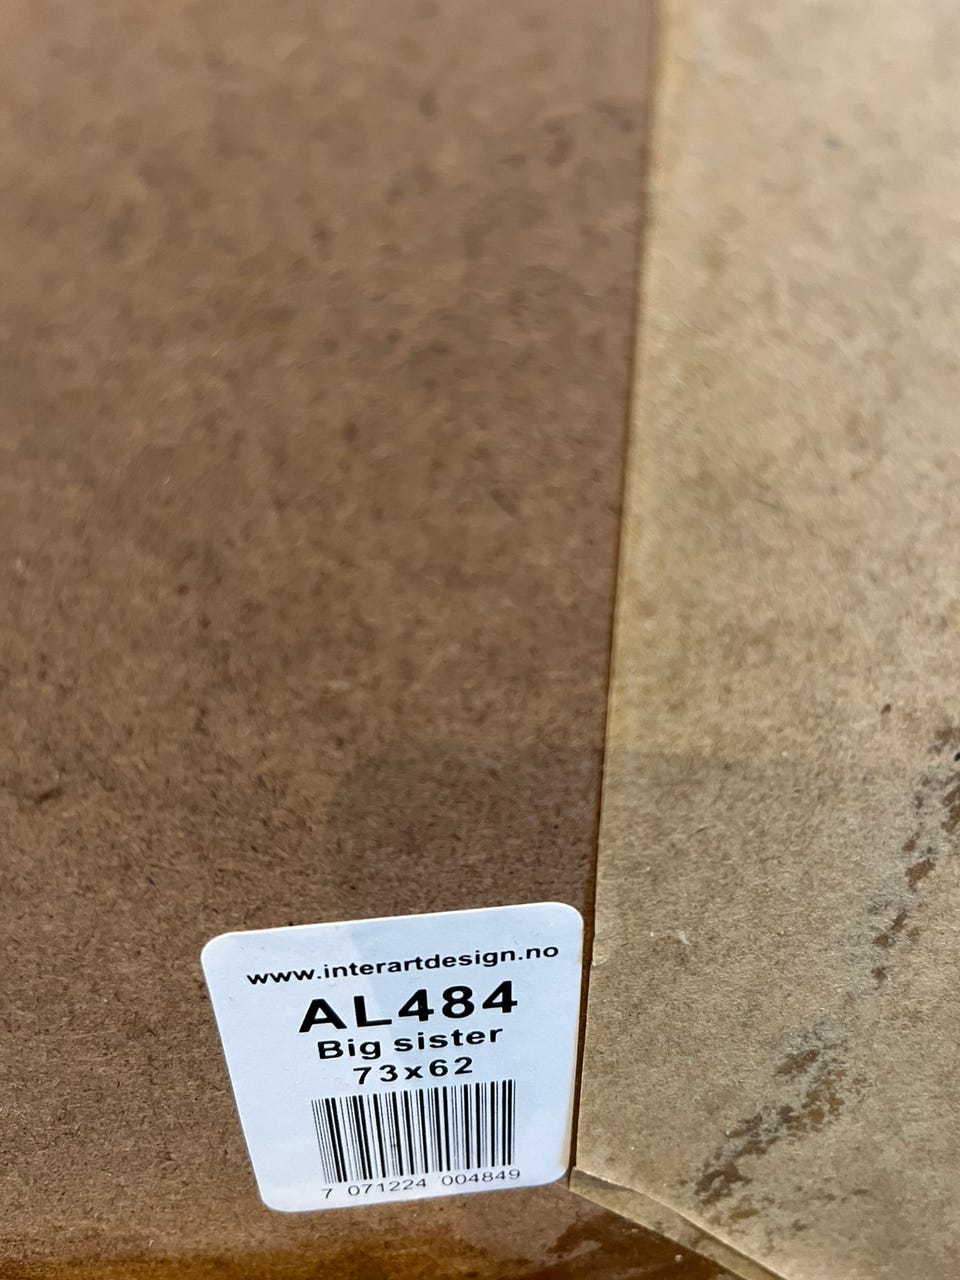 www.interartdesign.no
AL484
Big sister
73x62
7 071224 004849